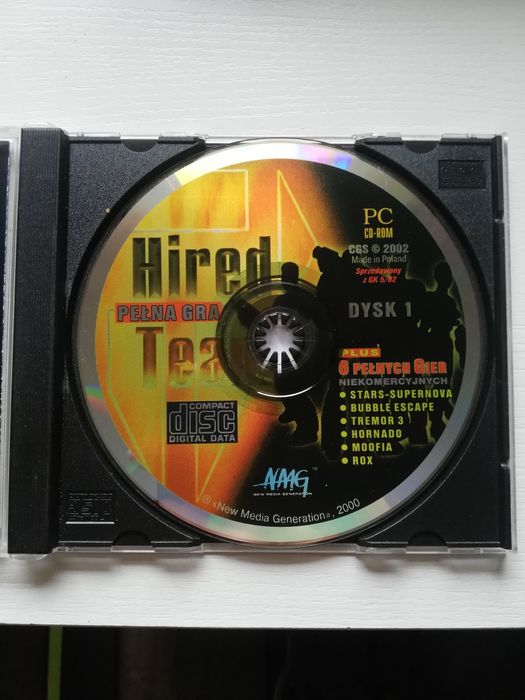 Hired
PEŁNA GRA
Tea
PC
CD-ROM
CGS © 2002
Made in Poland
Sprzedawany
z GK 5/02
DYSK 1
PLUS
6 PEŁNYCH GIER
NIEKOMERCYJNYCH
• STARS-SUPERNOVA
• BUBBLE ESCAPE
• TREMOR 3
• HORNADO
• MOOFIA
• ROX
COMPACT
disc
DIGITAL DATA
NMG™
NEW MEDIA GENERATION
® «New Media Generation», 2000